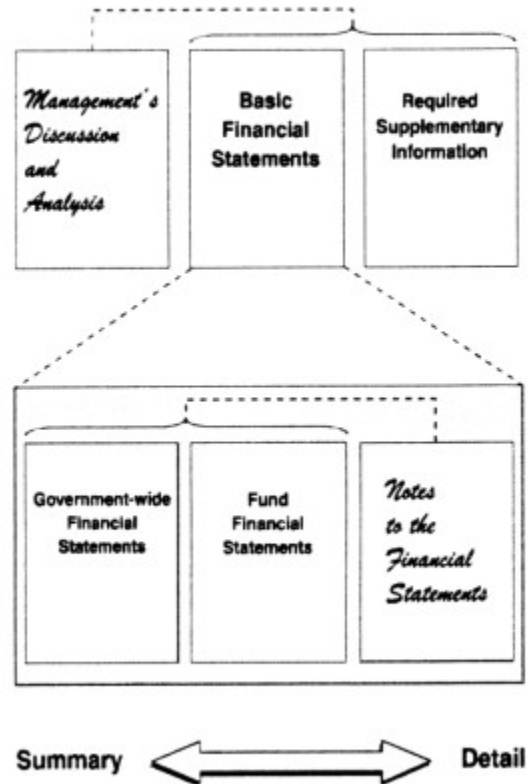 Management's
Discussion
and
Analysis
Basic
Financial
Statements
Required
Supplementary
Information
Government-wide
Financial
Statements
Fund
Financial
Statements
Notes
to the
Financial
Statements
Summary
Detail